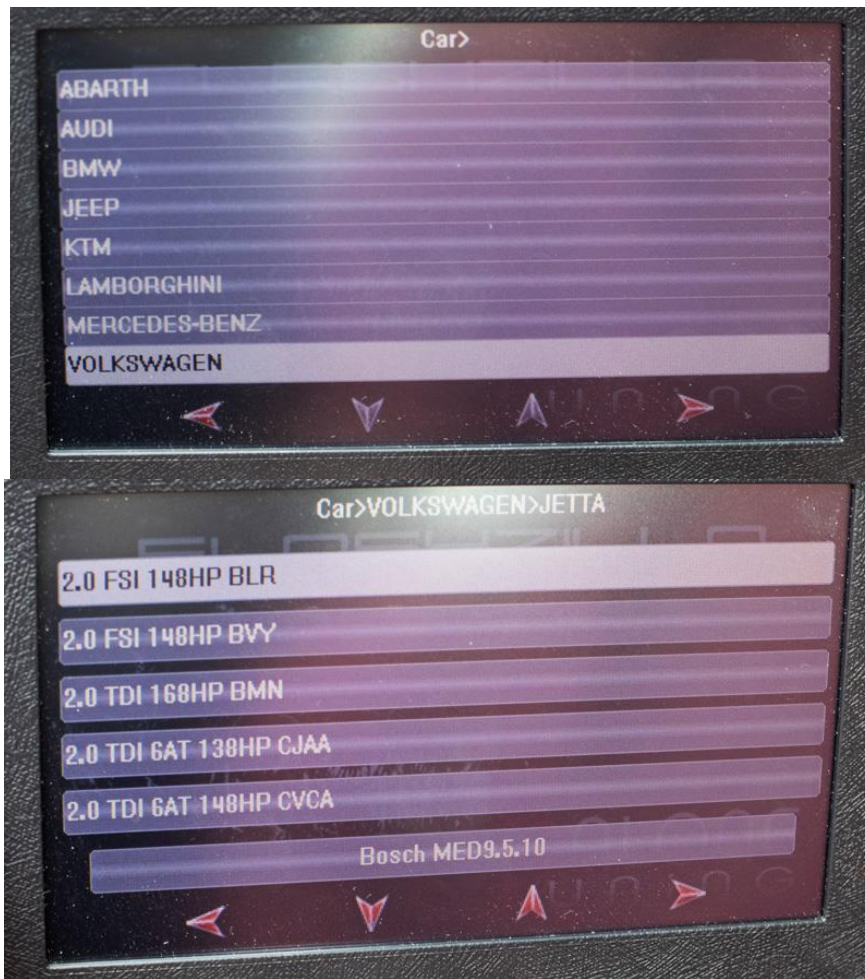 Car>
ABARTH
AUDI
BMW
JEEP
KTM
LAMBORGHINI
MERCEDES-BENZ
VOLKSWAGEN
Car>VOLKSWAGEN>JETTA
2.0 FSI 148HP BLR
2.0 FSI 148HP BVY
2.0 TDI 168HP BMN
2.0 TDI 6AT 138HP CJAA
2.0 TDI 6AT 148HP CVCA
Bosch MED9.5.10